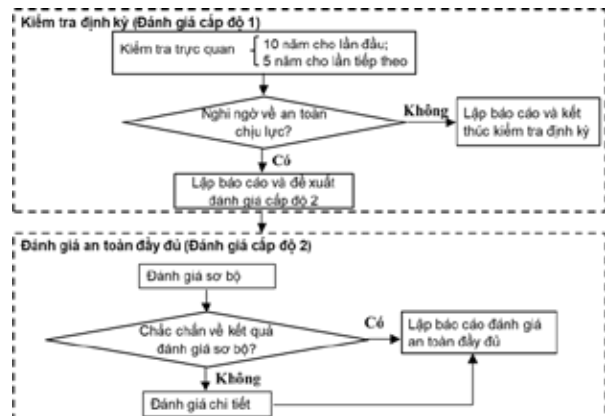 Kiểm tra định kỳ (Đánh giá cấp độ 1)
Kiểm tra trực quan
10 năm cho lần đầu;
5 năm cho lần tiếp theo
Nghi ngờ về an toàn
chịu lực?
Không
Lập báo cáo và kết
thúc kiểm tra định kỳ
Có
Lập báo cáo và đề xuất
đánh giá cấp độ 2
Đánh giá an toàn đầy đủ (Đánh giá cấp độ 2)
Đánh giá sơ bộ
Chắc chắn về kết quả
đánh giá sơ bộ?
Có
Lập báo cáo đánh giá
an toàn đầy đủ
Không
Đánh giá chi tiết